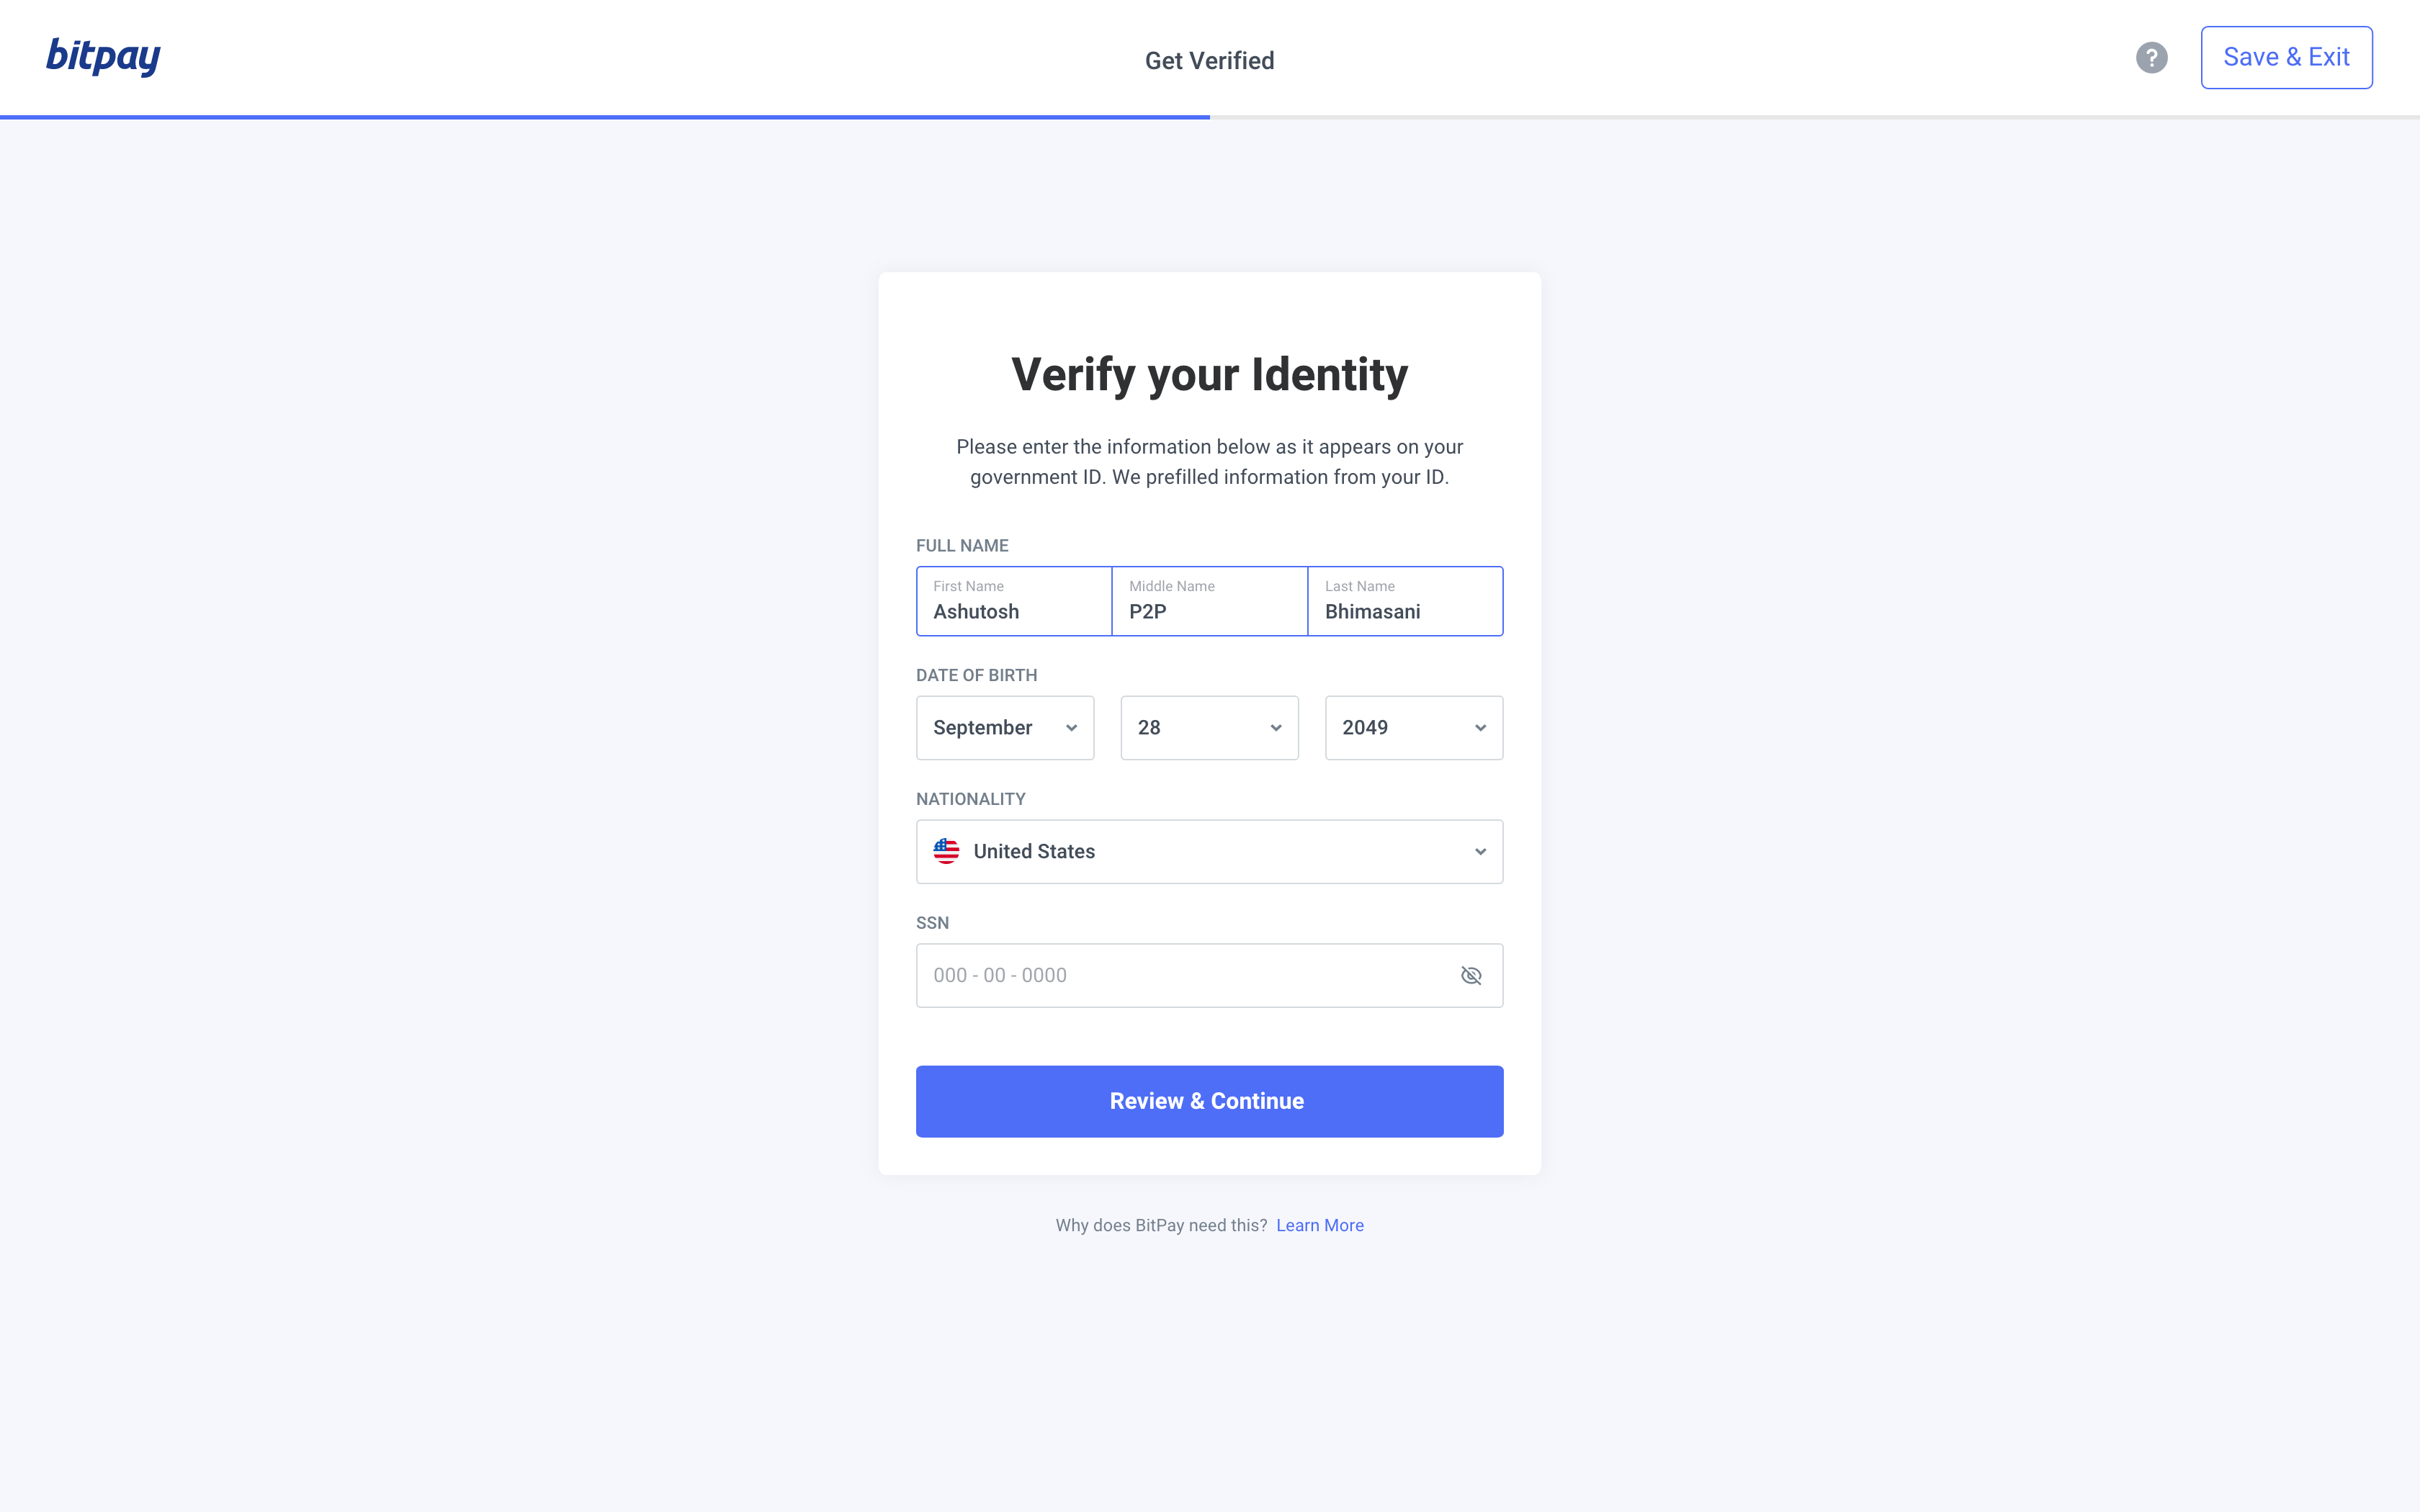 bitpay
Get Verified
?
Save & Exit
Verify your Identity
Please enter the information below as it appears on your
government ID. We prefilled information from your ID.
FULL NAME
First Name
Ashutosh
Middle Name
P2P
Last Name
Bhimasani
DATE OF BIRTH
September
28
2049
NATIONALITY
United States
SSN
000 - 00 - 0000
Review & Continue
Why does BitPay need this? Learn More